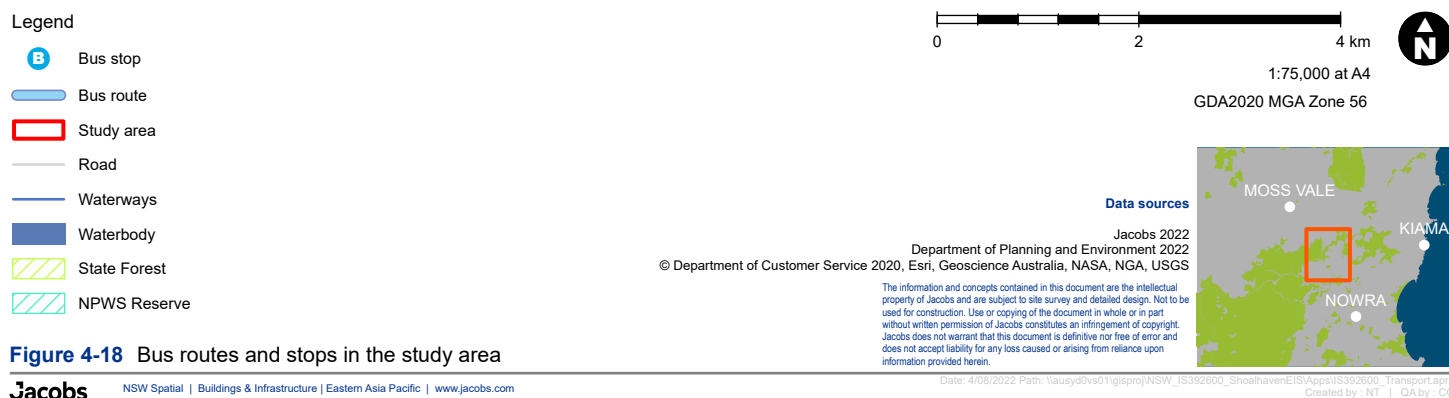 Legend
B Bus stop
Bus route
Study area
Road
Waterways
Waterbody
State Forest
NPWS Reserve
0 2 4 km
N
1:75,000 at A4
GDA2020 MGA Zone 56
MOSS VALE
KIAMA
NOWRA
Data sources
Jacobs 2022
Department of Planning and Environment 2022
© Department of Customer Service 2020, Esri, Geoscience Australia, NASA, NGA, USGS
The information and concepts contained in this document are the intellectual
property of Jacobs and are subject to site survey and detailed design. Not to be
used for construction. Use or copying of the document in whole or in part
without written permission of Jacobs constitutes an infringement of copyright.
Jacobs does not warrant that this document is definitive nor free of error and
does not accept liability for any loss caused or arising from reliance upon
information provided herein.
Figure 4-18 Bus routes and stops in the study area
Jacobs NSW Spatial | Buildings & Infrastructure | Eastern Asia Pacific | www.jacobs.com
Date: 4/08/2022 Path: \\ausyd0vs01\gisproj\NSW_IS392600_ShoalhavenEIS\Apps\IS392600_Transport.apr
Created by : NT | QA by :